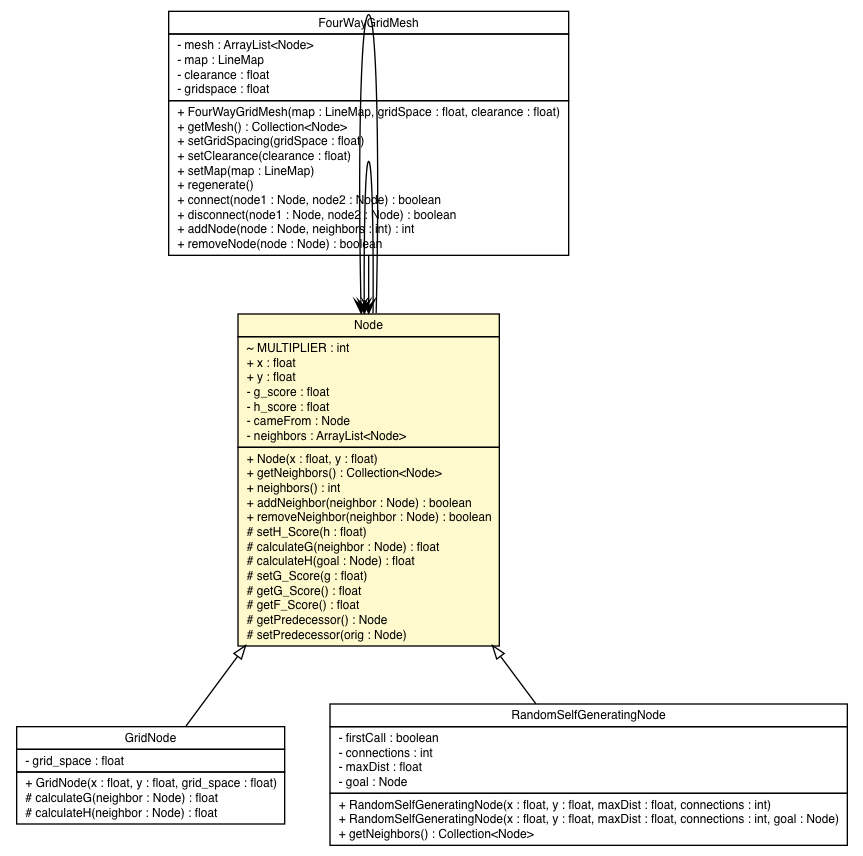 FourWayGridMesh
- mesh : ArrayList<Node>
- map : LineMap
- clearance : float
- gridspace : float
+ FourWayGridMesh(map : LineMap, gridSpace : float, clearance : float)
+ getMesh() : Collection<Node>
+ setGridSpacing(gridSpace : float)
+ setClearance(clearance : float)
+ setMap(map : LineMap)
+ regenerate()
+ connect(node1 : Node, node2 : Node) : boolean
+ disconnect(node1 : Node, node2 : Node) : boolean
+ addNode(node : Node, neighbors : int) : int
+ removeNode(node : Node) : boolean
Node
~ MULTIPLIER : int
+ x : float
+ y : float
- g_score : float
- h_score : float
- cameFrom : Node
- neighbors : ArrayList<Node>
+ Node(x : float, y : float)
+ getNeighbors() : Collection<Node>
+ neighbors() : int
+ addNeighbor(neighbor : Node) : boolean
+ removeNeighbor(neighbor : Node) : boolean
# setH_Score(h : float)
# calculateG(neighbor : Node) : float
# calculateH(goal : Node) : float
# setG_Score(g : float)
# getG_Score() : float
# getF_Score() : float
# getPredecessor() : Node
# setPredecessor(orig : Node)
GridNode
- grid_space : float
+ GridNode(x : float, y : float, grid_space : float)
# calculateG(neighbor : Node) : float
# calculateH(neighbor : Node) : float
RandomSelfGeneratingNode
- firstCall : boolean
- connections : int
- maxDist : float
- goal : Node
+ RandomSelfGeneratingNode(x : float, y : float, maxDist : float, connections : int)
+ RandomSelfGeneratingNode(x : float, y : float, maxDist : float, connections : int, goal : Node)
+ getNeighbors() : Collection<Node>